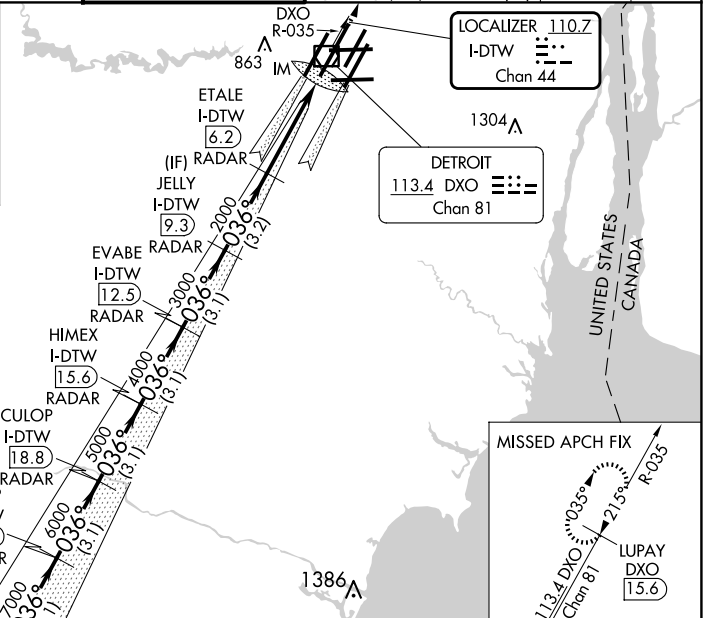 DXO
R-035
863
IM
LOCALIZER 110.7
I-DTW
Chan 44
1304
DETROIT
113.4 DXO
Chan 81
ETALE
I-DTW
6.2
RADAR
(IF)
JELLY
I-DTW
9.3
RADAR
2000
036°
(3.2)
EVABE
I-DTW
12.5
RADAR
3000
036°
(3.1)
HIMEX
I-DTW
15.6
RADAR
4000
036°
(3.1)
CULOP
I-DTW
18.8
RADAR
5000
036°
(3.1)
6000
036°
(3.1)
7000
036°
UNITED STATES
CANADA
1386
MISSED APCH FIX
R-035
035°
215°
LUPAY
DXO
15.6
113.4 DXO
Chan 81